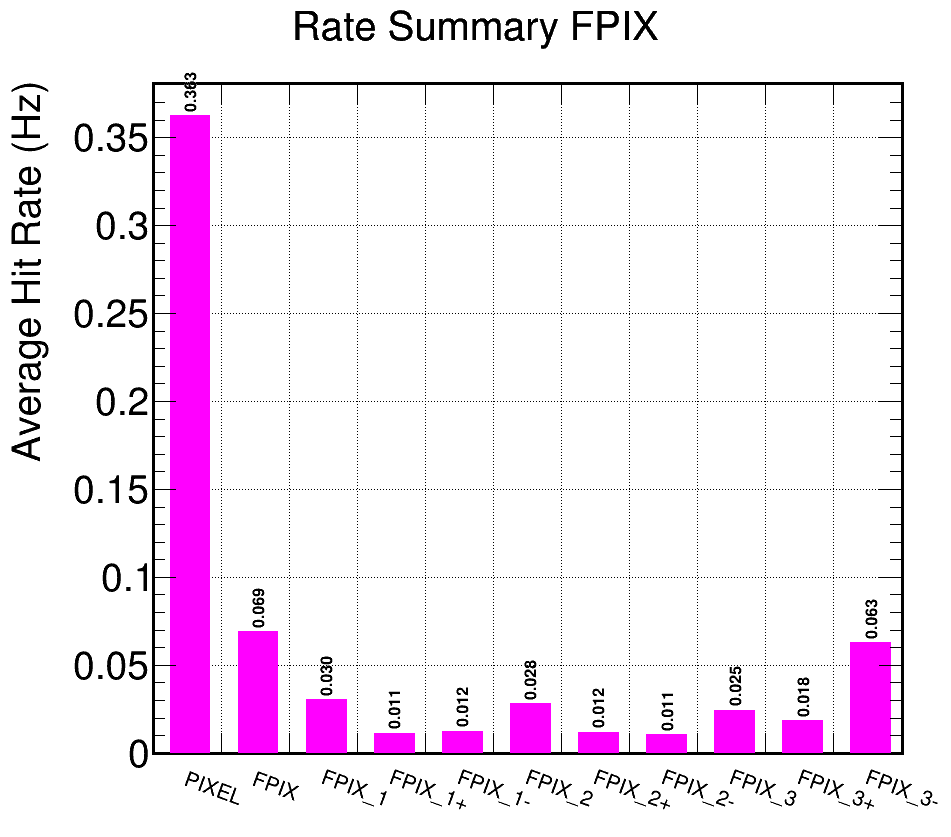 Rate Summary FPIX
Average Hit Rate (Hz)
0.35
0.3
0.25
0.2
0.15
0.1
0.05
0
0.363
0.069
0.030
0.011
0.012
0.028
0.012
0.011
0.025
0.018
0.063
PIXEL
FPIX
FPIX_1
FPIX_1+
FPIX_1-
FPIX_2
FPIX_2+
FPIX_2-
FPIX_3
FPIX_3+
FPIX_3-